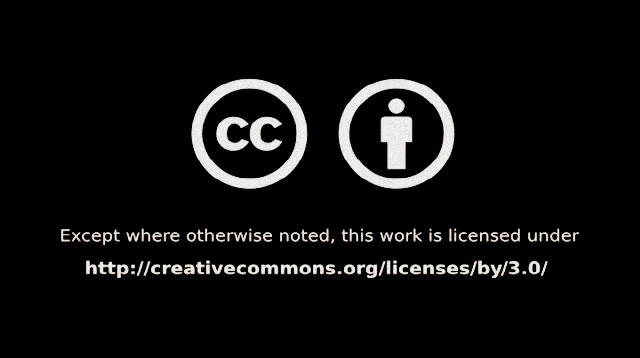 cc
Except where otherwise noted, this work is licensed under
http://creativecommons.org/licenses/by/3.0/